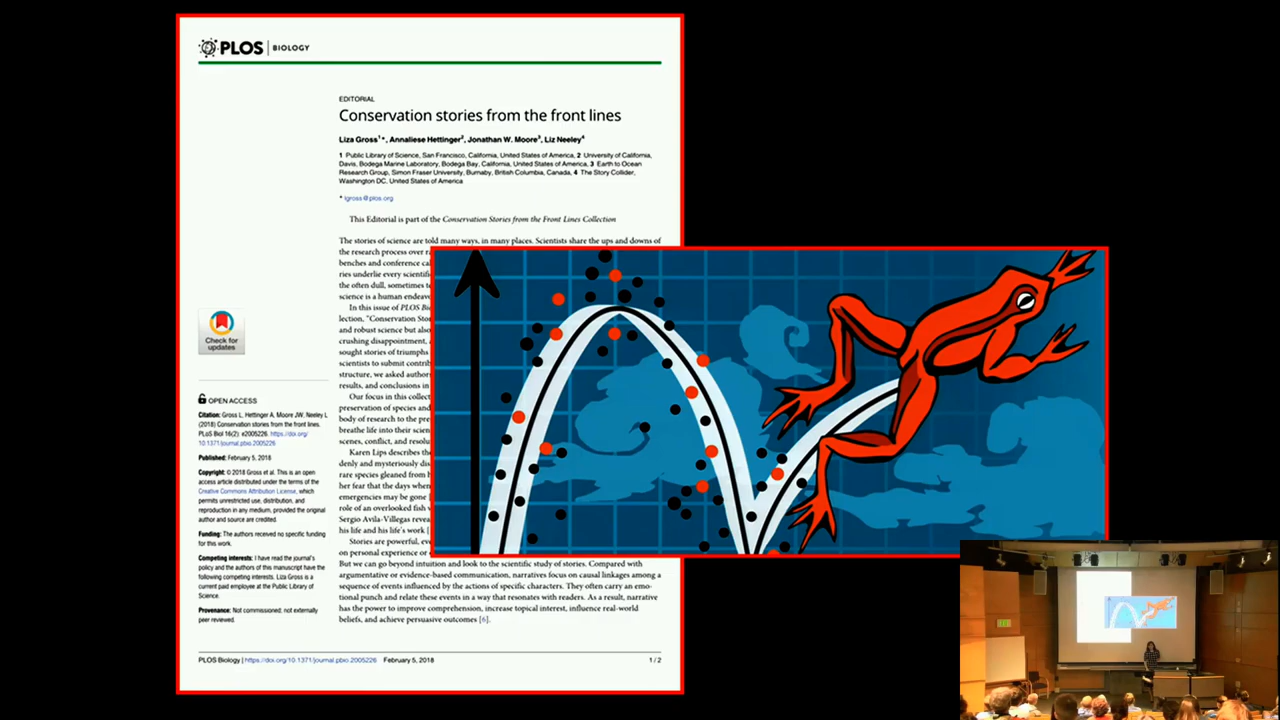 PLOS | BIOLOGY
EDITORIAL
Conservation stories from the front lines
Liza Gross1*, Annaliese Hettinger2, Jonathan W. Moore3, Liz Neeley4
1 Public Library of Science, San Francisco, California, United States of America, 2 University of California,
Davis, Bodega Marine Laboratory, Bodega Bay, California, United States of America, 3 Earth to Ocean
Research Group, Simon Fraser University, Burnaby, British Columbia, Canada, 4 The Story Collider,
Washington DC, United States of America
* lgross@plos.org
This Editorial is part of the Conservation Stories from the Front Lines Collection
The stories of science are told many ways, in many places. Scientists share the ups and downs of
the research process over
benches and conference
ries underlie every scientif
the often dull, sometimes
science is a human endeav
In this issue of PLOS Bi
lection, "Conservation Stor
and robust science but also
crushing disappointment,
sought stories of triumphs
scientists to submit contrib
structure, we asked authors
results, and conclusions in
Our focus in this collect
preservation of species and
body of research to the pre
breathe life into their scien
scenes, conflict, and resolu
Karen Lips describes the
denly and mysteriously dis
rare species gleaned from
her fear that the days when
emergencies may be gone
role of an overlooked fish
Sergio Avila-Villegas revea
his life and his life's work [
Stories are powerful, eve
on personal experience or
But we can go beyond intuition and look to the scientific study of stories. Compared with
argumentative or evidence-based communication, narratives focus on causal linkages among a
sequence of events influenced by the actions of specific characters. They often carry an emo-
tional punch and relate these events in a way that resonates with readers. As a result, narrative
has the power to improve comprehension, increase topical interest, influence real-world
beliefs, and achieve persuasive outcomes [6].
Check for
updates
OPEN ACCESS
Citation: Gross L, Hettinger A, Moore JW, Neeley L
(2018) Conservation stories from the front lines.
PLoS Biol 16(2): e2005226. https://doi.org/
10.1371/journal.pbio.2005226
Published: February 5, 2018
Copyright: © 2018 Gross et al. This is an open
access article distributed under the terms of the
Creative Commons Attribution License, which
permits unrestricted use, distribution, and
reproduction in any medium, provided the original
author and source are credited.
Funding: The authors received no specific funding
for this work.
Competing interests: I have read the journal's
policy and the authors of this manuscript have the
following competing interests: Liza Gross is a
current paid employee at the Public Library of
Science.
Provenance: Not commissioned; not externally
peer reviewed.
PLOS Biology | https://doi.org/10.1371/journal.pbio.2005226 February 5, 2018
1 / 2